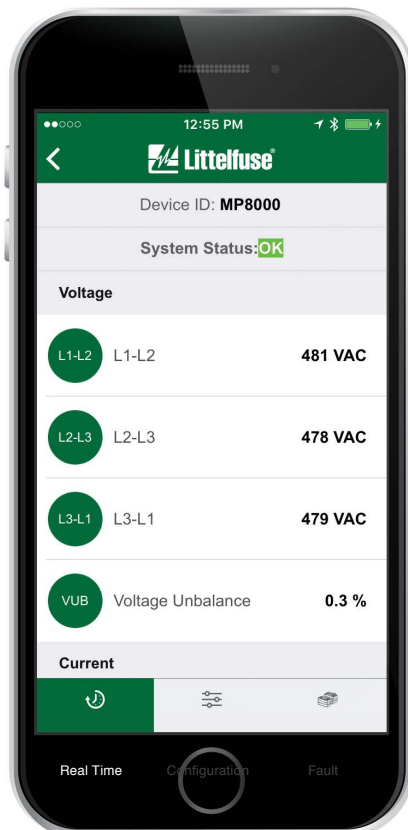 12:55 PM
Littelfuse®
Device ID: MP8000
System Status:OK
Voltage
L1-L2 L1-L2 481 VAC
L2-L3 L2-L3 478 VAC
L3-L1 L3-L1 479 VAC
VUB Voltage Unbalance 0.3 %
Current
Real Time Configuration Fault